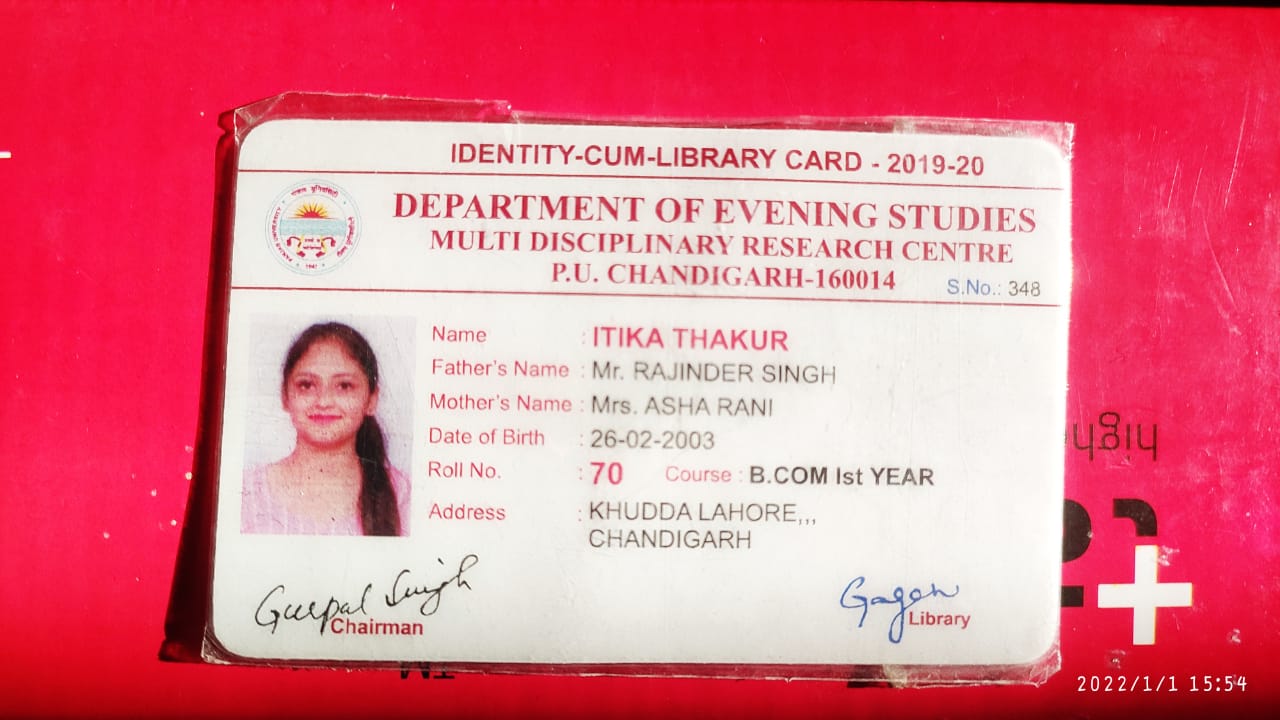 IDENTITY-CUM-LIBRARY CARD - 2019-20
DEPARTMENT OF EVENING STUDIES
MULTI DISCIPLINARY RESEARCH CENTRE
P.U. CHANDIGARH-160014
S.No.: 348
Name : ITIKA THAKUR
Father's Name : Mr. RAJINDER SINGH
Mother's Name : Mrs. ASHA RANI
Date of Birth : 26-02-2003
Roll No. : 70 Course : B.COM Ist YEAR
Address : KHUDDA LAHORE,,,
CHANDIGARH
Gurpal Singh
Chairman
Gagan
Library
TM
2022/1/1 15:54